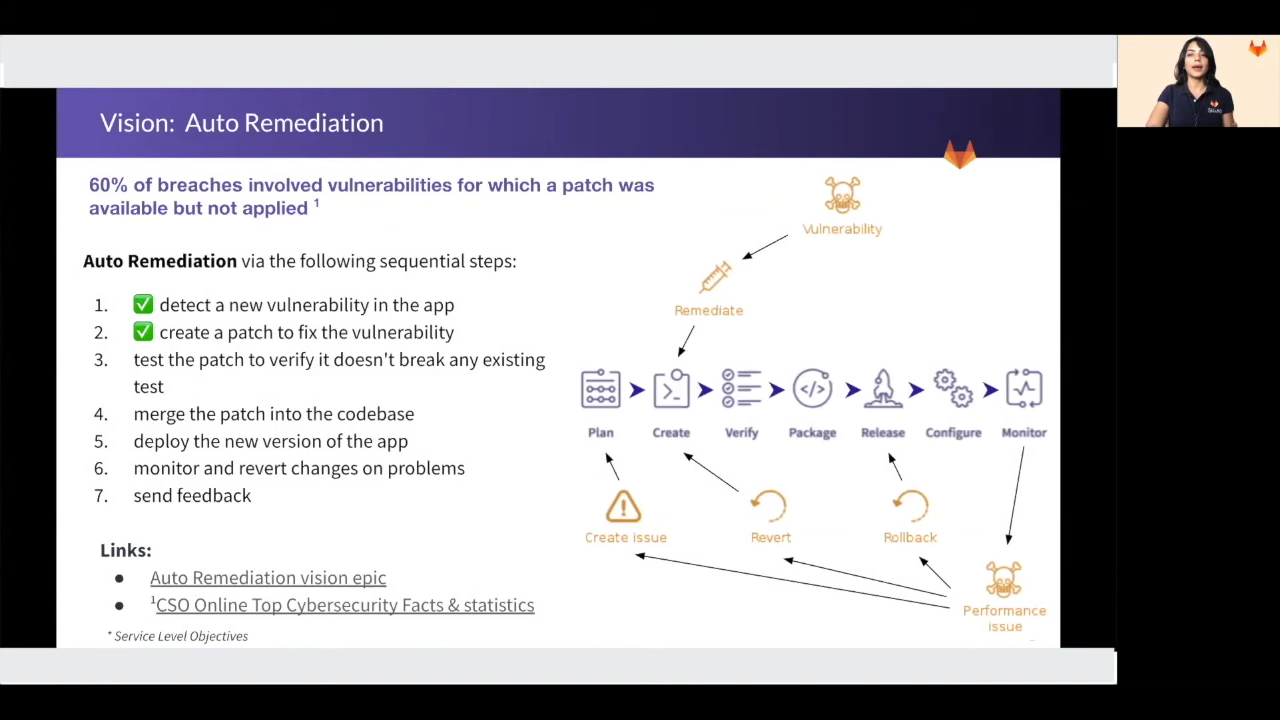 Vision: Auto Remediation
60% of breaches involved vulnerabilities for which a patch was
available but not applied 1
Auto Remediation via the following sequential steps:
1. ✅ detect a new vulnerability in the app
2. ✅ create a patch to fix the vulnerability
3. test the patch to verify it doesn't break any existing
test
4. merge the patch into the codebase
5. deploy the new version of the app
6. monitor and revert changes on problems
7. send feedback
Links:
● Auto Remediation vision epic
● 1CSO Online Top Cybersecurity Facts & statistics
* Service Level Objectives
Vulnerability
Remediate
Plan Create Verify Package Release Configure Monitor
Create issue Revert Rollback
Performance
issue